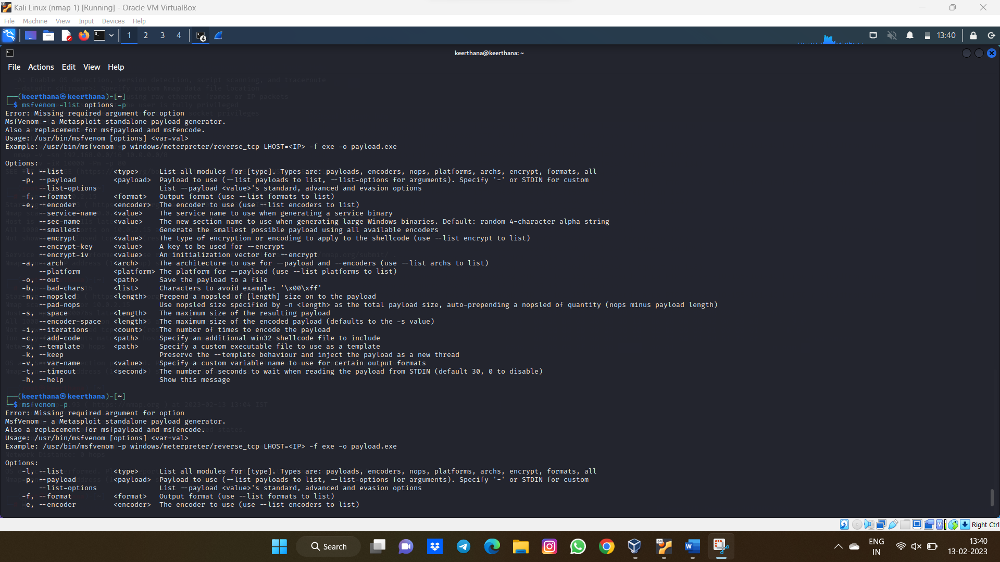 Kali Linux (nmap 1) [Running] - Oracle VM VirtualBox
File Machine View Input Devices Help
1 2 3 4 4 13:40
keerthana@keerthana: ~
File Actions Edit View Help
-A: Enable OS detection, version detection, script scanning, and traceroute
--datadir <dirname>: Specify custom Nmap data file location
┌──(keerthana㉿keerthana)-[~]
└─$ msfvenom -list options -p
Error: Missing required argument for option
MsfVenom - a Metasploit standalone payload generator.
Also a replacement for msfpayload and msfencode.
Usage: /usr/bin/msfvenom [options] <var=val>
Example: /usr/bin/msfvenom -p windows/meterpreter/reverse_tcp LHOST=<IP> -f exe -o payload.exe
Options:
-l, --list <type> List all modules for [type]. Types are: payloads, encoders, nops, platforms, archs, encrypt, formats, all
-p, --payload <payload> Payload to use (--list payloads to list, --list-options for arguments). Specify '-' or STDIN for custom
--list-options List --payload <value>'s standard, advanced and evasion options
-f, --format <format> Output format (use --list formats to list)
-e, --encoder <encoder> The encoder to use (use --list encoders to list)
--service-name <value> The service name to use when generating a service binary
--sec-name <value> The new section name to use when generating large Windows binaries. Default: random 4-character alpha string
--smallest Generate the smallest possible payload using all available encoders
--encrypt <value> The type of encryption or encoding to apply to the shellcode (use --list encrypt to list)
--encrypt-key <value> A key to be used for --encrypt
--encrypt-iv <value> An initialization vector for --encrypt
-a, --arch <arch> The architecture to use for --payload and --encoders (use --list archs to list)
--platform <platform> The platform for --payload (use --list platforms to list)
-o, --out <path> Save the payload to a file
-b, --bad-chars <list> Characters to avoid example: '\x00\xff'
-n, --nopsled <length> Prepend a nopsled of [length] size on to the payload
--pad-nops Use nopsled size specified by -n <length> as the total payload size, auto-prepending a nopsled of quantity (nops minus payload length)
-s, --space <length> The maximum size of the resulting payload
--encoder-space <length> The maximum size of the encoded payload (defaults to the -s value)
-i, --iterations <count> The number of times to encode the payload
-c, --add-code <path> Specify an additional win32 shellcode file to include
-x, --template <path> Specify a custom executable file to use as a template
-k, --keep Preserve the --template behaviour and inject the payload as a new thread
-v, --var-name <value> Specify a custom variable name to use for certain output formats
-t, --timeout <second> The number of seconds to wait when reading the payload from STDIN (default 30, 0 to disable)
-h, --help Show this message
┌──(keerthana㉿keerthana)-[~]
└─$ msfvenom -p
Error: Missing required argument for option
MsfVenom - a Metasploit standalone payload generator.
Also a replacement for msfpayload and msfencode.
Usage: /usr/bin/msfvenom [options] <var=val>
Example: /usr/bin/msfvenom -p windows/meterpreter/reverse_tcp LHOST=<IP> -f exe -o payload.exe
Network Distance: 0 hops
Options:
-l, --list <type> List all modules for [type]. Types are: payloads, encoders, nops, platforms, archs, encrypt, formats, all
-p, --payload <payload> Payload to use (--list payloads to list, --list-options for arguments). Specify '-' or STDIN for custom
--list-options List --payload <value>'s standard, advanced and evasion options
-f, --format <format> Output format (use --list formats to list)
-e, --encoder <encoder> The encoder to use (use --list encoders to list)
Right Ctrl
Search
ENG
IN
13:40
13-02-2023